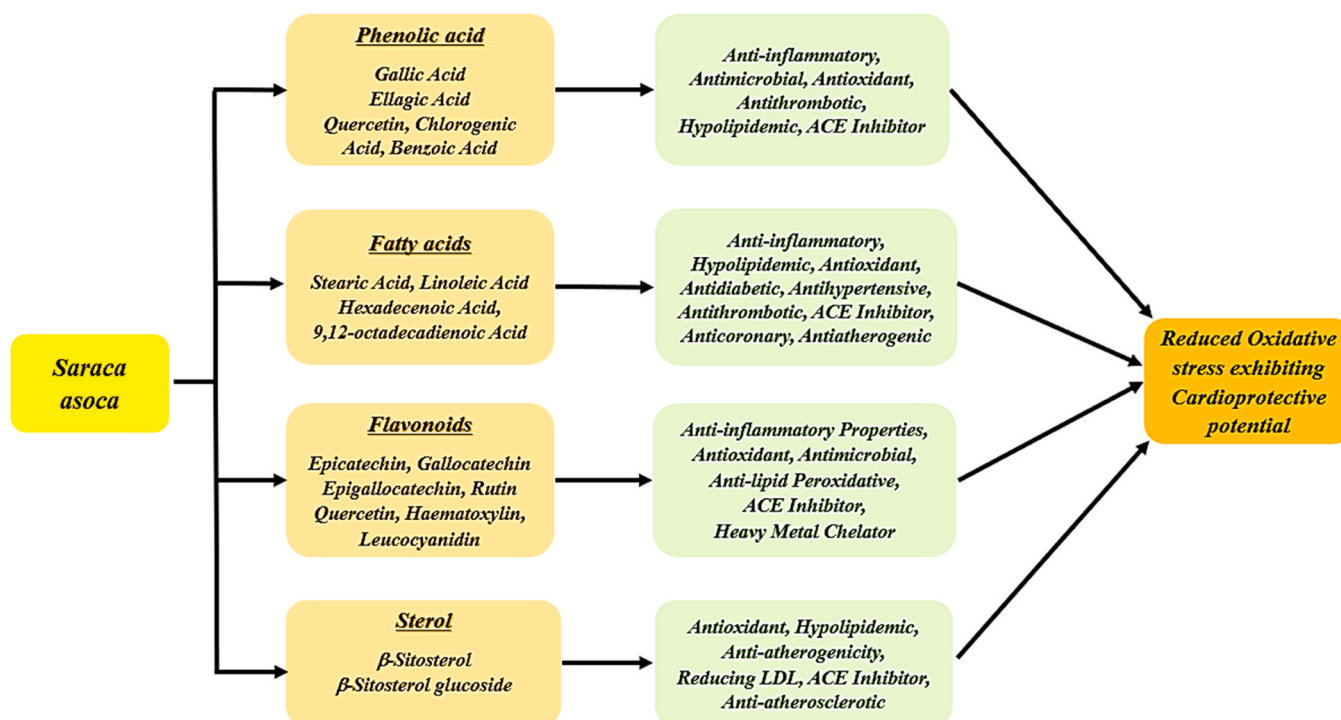 Saraca
asoca
Phenolic acid
Gallic Acid
Ellagic Acid
Quercetin, Chlorogenic
Acid, Benzoic Acid
Anti-inflammatory,
Antimicrobial, Antioxidant,
Antithrombotic,
Hypolipidemic, ACE Inhibitor
Fatty acids
Stearic Acid, Linoleic Acid
Hexadecenoic Acid,
9,12-octadecadienoic Acid
Anti-inflammatory,
Hypolipidemic, Antioxidant,
Antidiabetic, Antihypertensive,
Antithrombotic, ACE Inhibitor,
Anticoronary, Antiatherogenic
Flavonoids
Epicatechin, Gallocatechin
Epigallocatechin, Rutin
Quercetin, Haematoxylin,
Leucocyanidin
Anti-inflammatory Properties,
Antioxidant, Antimicrobial,
Anti-lipid Peroxidative,
ACE Inhibitor,
Heavy Metal Chelator
Sterol
β-Sitosterol
β-Sitosterol glucoside
Antioxidant, Hypolipidemic,
Anti-atherogenicity,
Reducing LDL, ACE Inhibitor,
Anti-atherosclerotic
Reduced Oxidative
stress exhibiting
Cardioprotective
potential